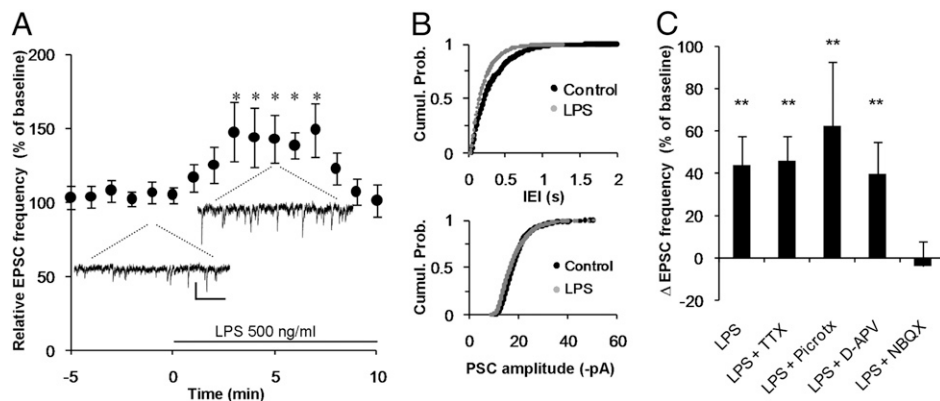 A
Relative EPSC frequency
(% of baseline)
200
150
100
50
0
* * * * *
LPS 500 ng/ml
-5
0
5
10
Time (min)
B
Cumul. Prob.
1
0.5
0
Control
LPS
0
0.5
1
1.5
2
IEI (s)
Cumul. Prob.
1
0.5
0
Control
LPS
0
20
40
60
PSC amplitude (-pA)
C
Δ EPSC frequency (% of baseline)
100
80
60
40
20
0
-20
**
**
**
**
LPS
LPS + TTX
LPS + Picrotx
LPS + D-APV
LPS + NBQX